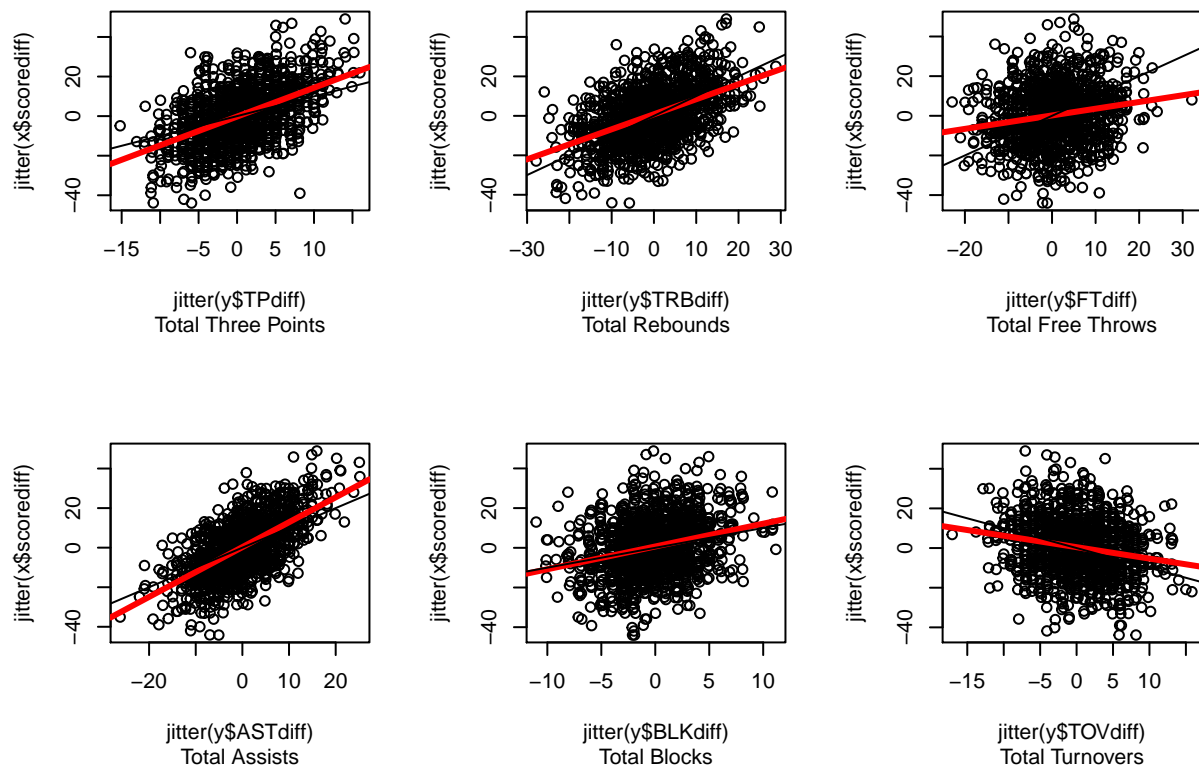 jitter(x$scorediff)
20
0
−40
−15
−5
0
5
10
jitter(y$TPdiff)
Total Three Points
jitter(x$scorediff)
20
0
−40
−30
−10
0
10
20
30
jitter(y$TRBdiff)
Total Rebounds
jitter(x$scorediff)
20
0
−40
−20
0
10
20
30
jitter(y$FTdiff)
Total Free Throws
jitter(x$scorediff)
20
0
−40
−20
0
10
20
jitter(y$ASTdiff)
Total Assists
jitter(x$scorediff)
20
0
−40
−10
−5
0
5
10
jitter(y$BLKdiff)
Total Blocks
jitter(x$scorediff)
20
0
−40
−15
−5
0
5
10
jitter(y$TOVdiff)
Total Turnovers